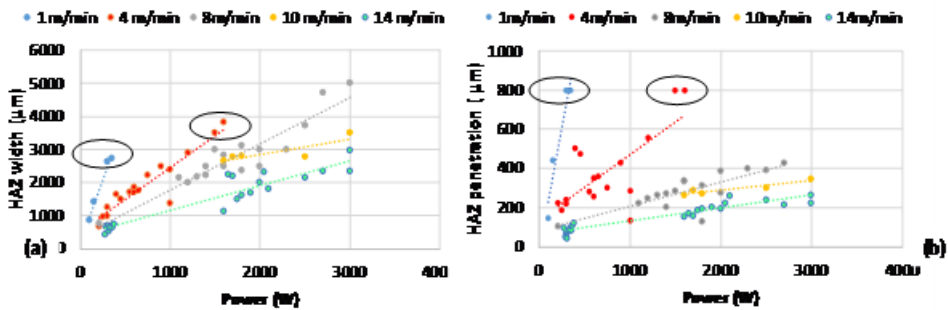 1 m/min 4 m/min 8m/min 10 m/min 14 m/min
6000
5000
4000
3000
2000
1000
0
HAZ width (µm)
(a)
0 1000 2000 3000 400
Power (W)
1m/min 4m/min 8m/min 10m/min 14m/min
1000
800
600
400
200
0
HAZ penetration ( µm)
0 1000 2000 3000 4000
(b)
Power (W)